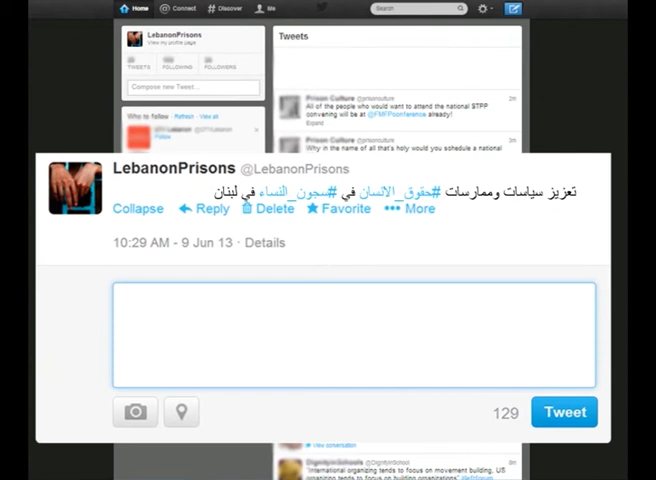 Home Connect Discover Me Search
LebanonPrisons
View my profile page
TWEETS FOLLOWING FOLLOWERS
Compose new Tweet...
Who to follow · Refresh · View all
Follow
Tweets
Prison Culture @prisonculture 2m
All of the people who would want to attend the national STPP
convening will be at @FMFPconference already!
Expand
Prison Culture @prisonculture 2m
Why in the name of all that's holy would you schedule a national
LebanonPrisons @LebanonPrisons
تعزيز سياسات وممارسات #حقوق_الانسان في #سجون_النساء في لبنان
Collapse Reply Delete Favorite More
10:29 AM - 9 Jun 13 · Details
129 Tweet
View conversation
DignityinSchools @DignityinSchool
"International organizing tends to focus on movement building, US
organizing tends to focus on building organizations"